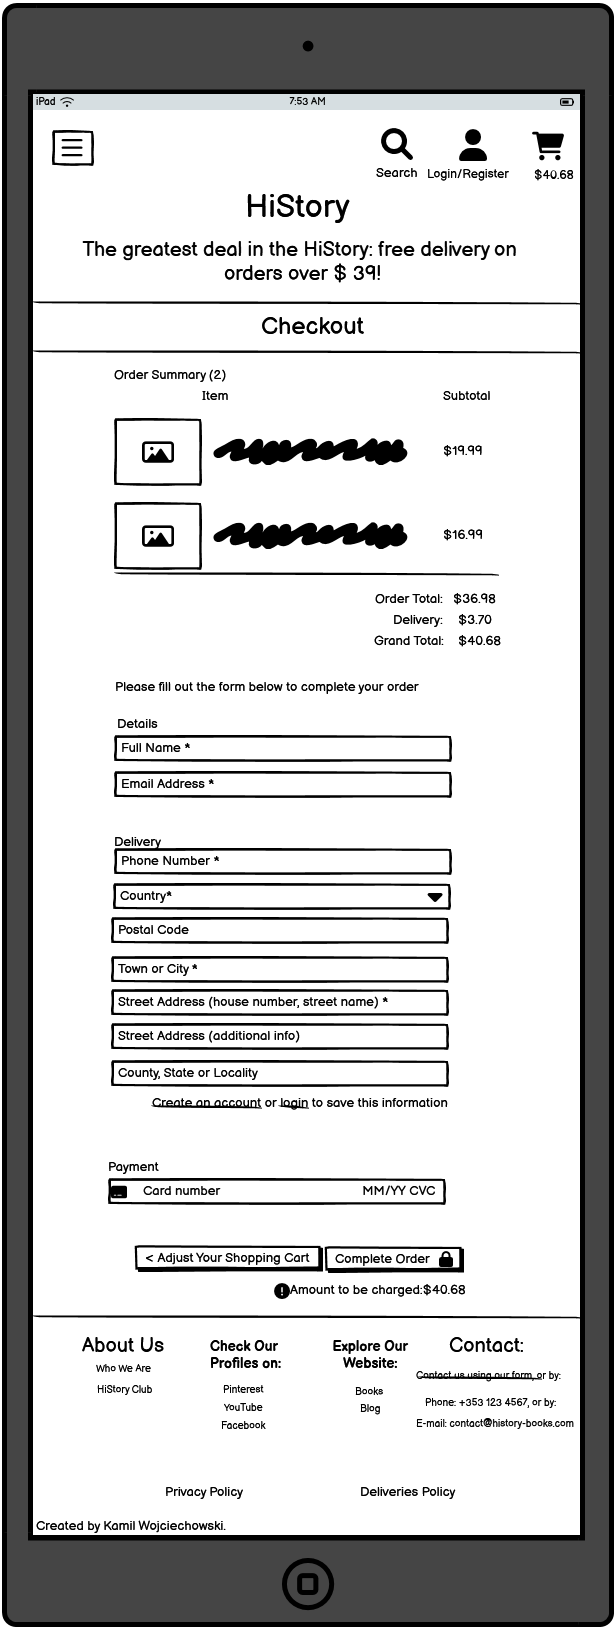 iPad
7:53 AM
Search Login/Register $40.68
HiStory
The greatest deal in the HiStory: free delivery on
orders over $ 39!
Checkout
Order Summary (2)
Item Subtotal
$19.99
$16.99
Order Total: $36.98
Delivery: $3.70
Grand Total: $40.68
Please fill out the form below to complete your order
Details
Full Name *
Email Address *
Delivery
Phone Number *
Country*
Postal Code
Town or City *
Street Address (house number, street name) *
Street Address (additional info)
County, State or Locality
Create an account or login to save this information
Payment
Card number MM/YY CVC
< Adjust Your Shopping Cart Complete Order
Amount to be charged:$40.68
About Us
Who We Are
HiStory Club
Check Our
Profiles on:
Pinterest
YouTube
Facebook
Explore Our
Website:
Books
Blog
Contact:
Contact us using our form, or by:
Phone: +353 123 4567, or by:
E-mail: contact@history-books.com
Privacy Policy Deliveries Policy
Created by Kamil Wojciechowski.